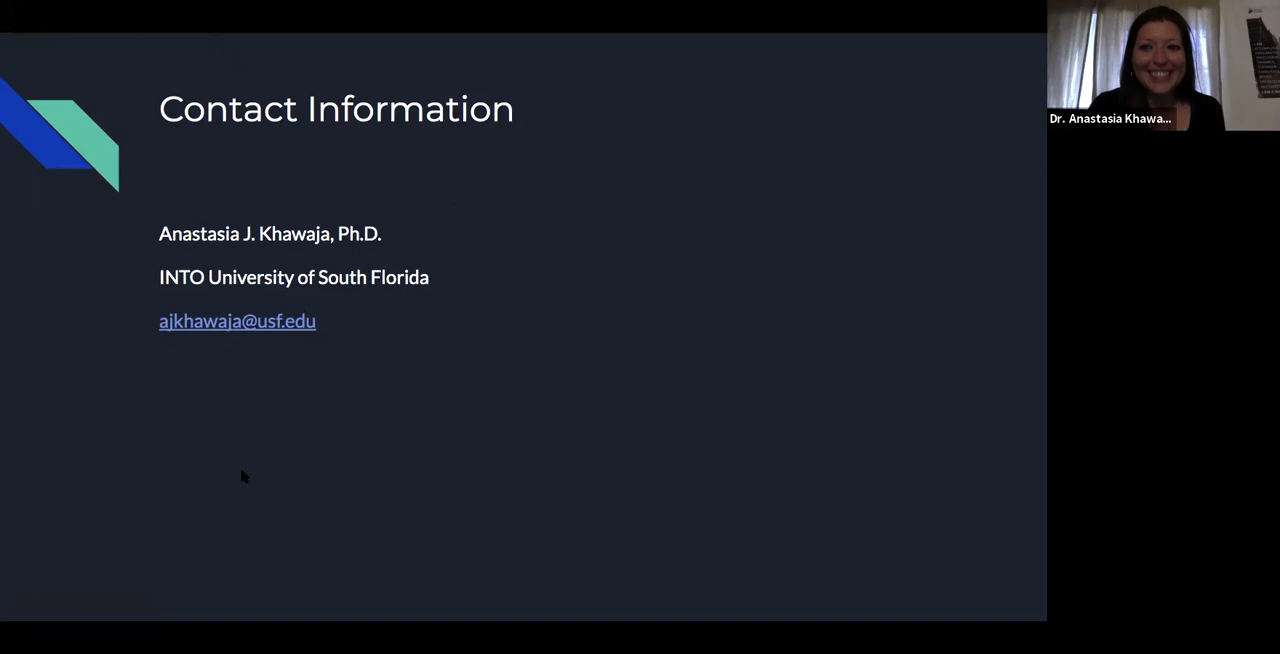 Contact Information
Anastasia J. Khawaja, Ph.D.
INTO University of South Florida
ajkhawaja@usf.edu
Dr. Anastasia Khawa...